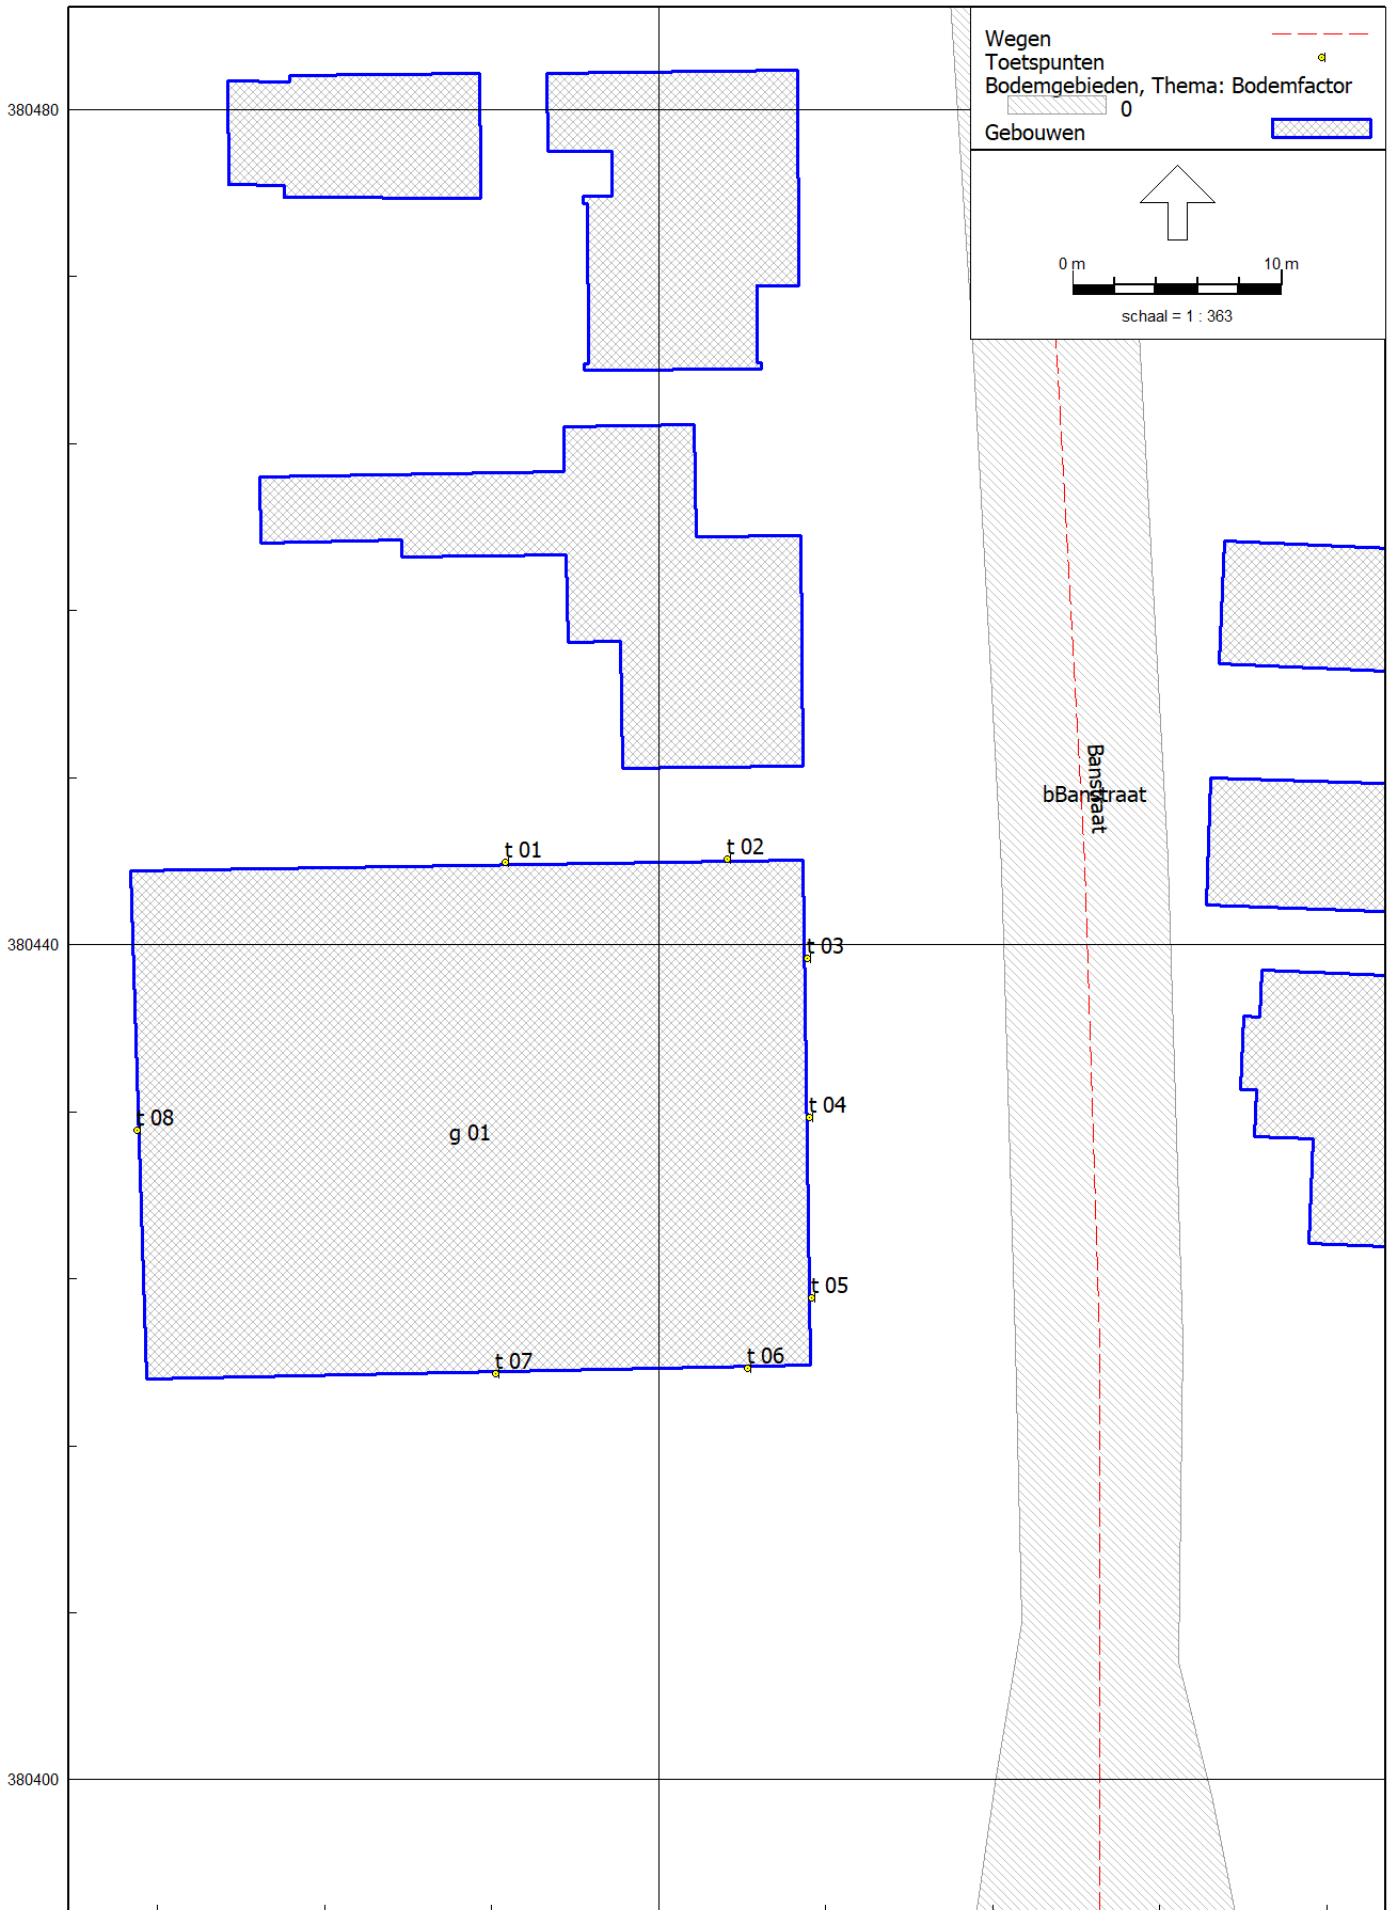 Wegen
Toetspunten
Bodemgebieden, Thema: Bodemfactor
0
Gebouwen
380480
0 m 10 m
schaal = 1 : 363
Banstraat
bBanstraat
t 01
t 02
380440
t 03
t 04
t 08
g 01
t 05
t 06
t 07
380400